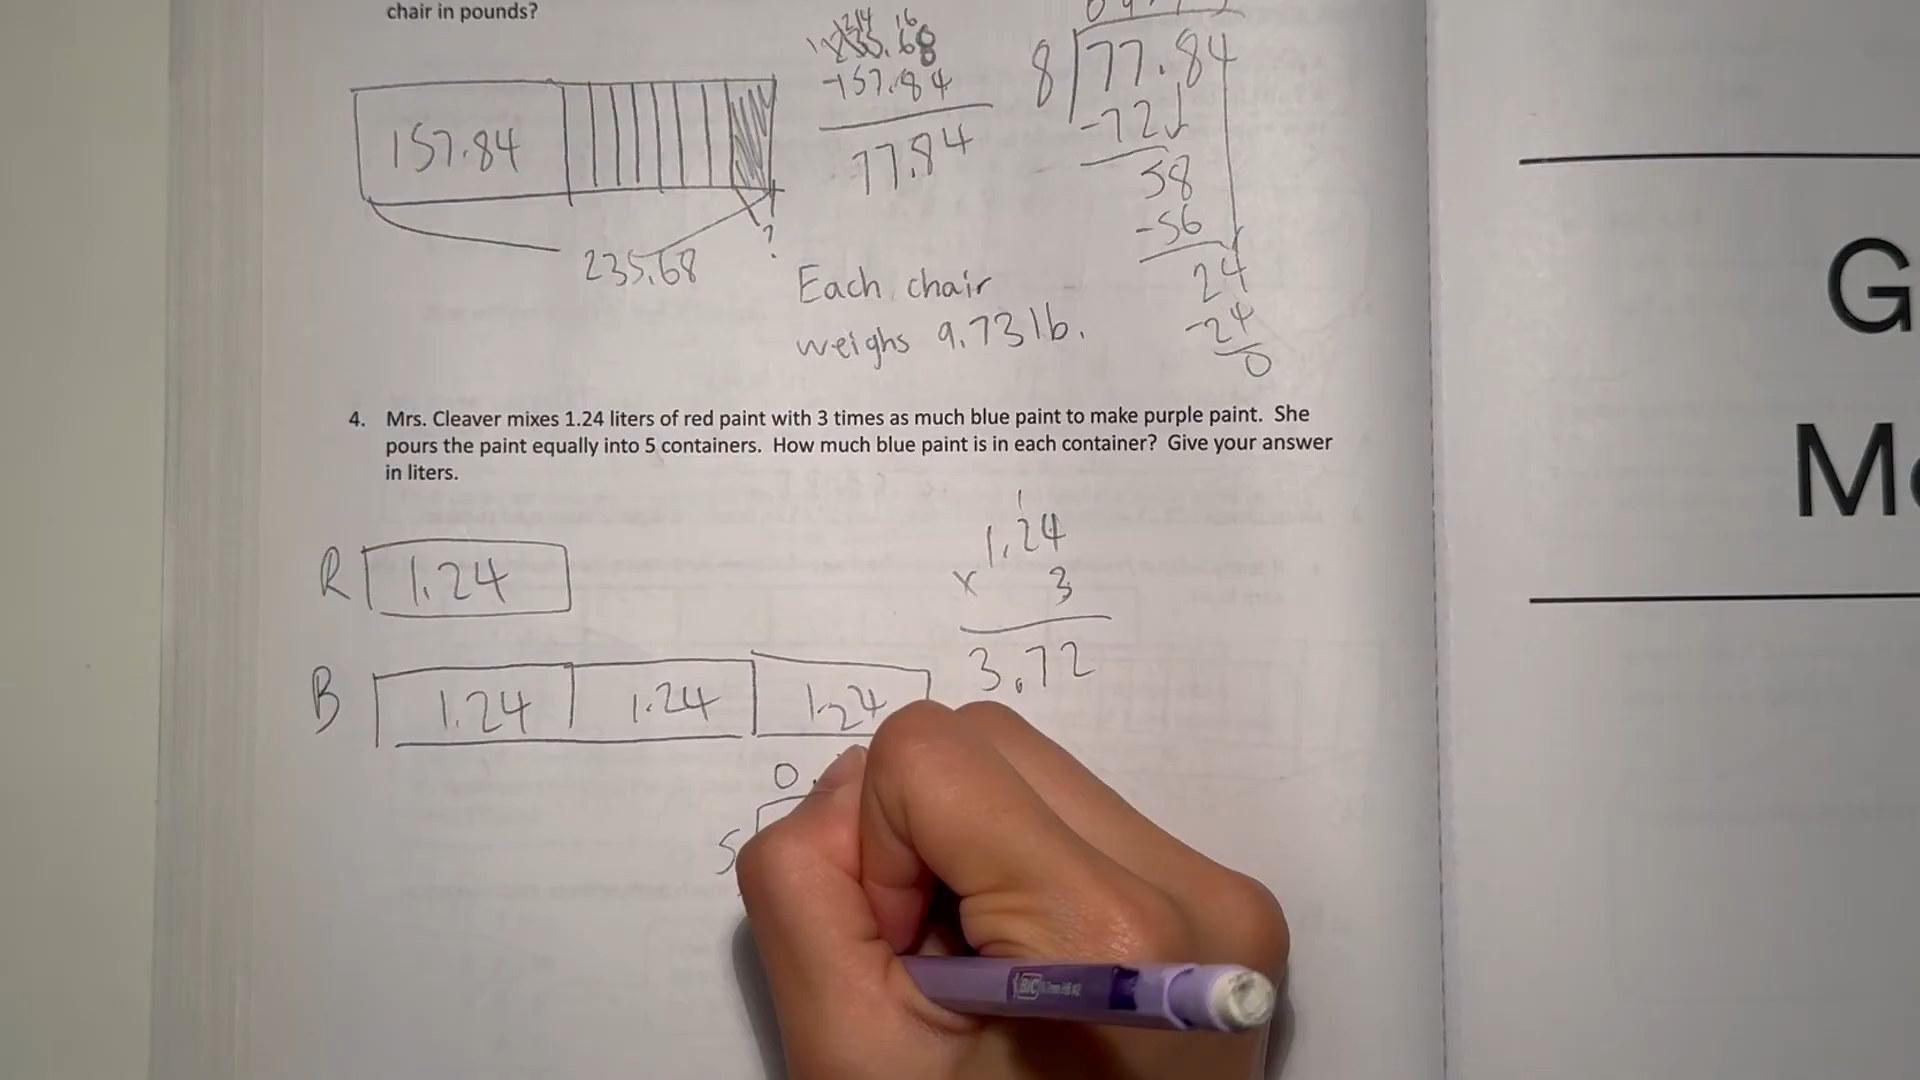 chair in pounds?
157.84
235.68
?
235.68
-157.84
77.84
8 77.84
-72
58
-56
24
-24
0
Each chair
weighs 9.73 lb.
4. Mrs. Cleaver mixes 1.24 liters of red paint with 3 times as much blue paint to make purple paint. She
pours the paint equally into 5 containers. How much blue paint is in each container? Give your answer
in liters.
R 1.24
B 1.24 1.24 1.24
1
1.24
x 3
3.72
0.
5
BIC
G